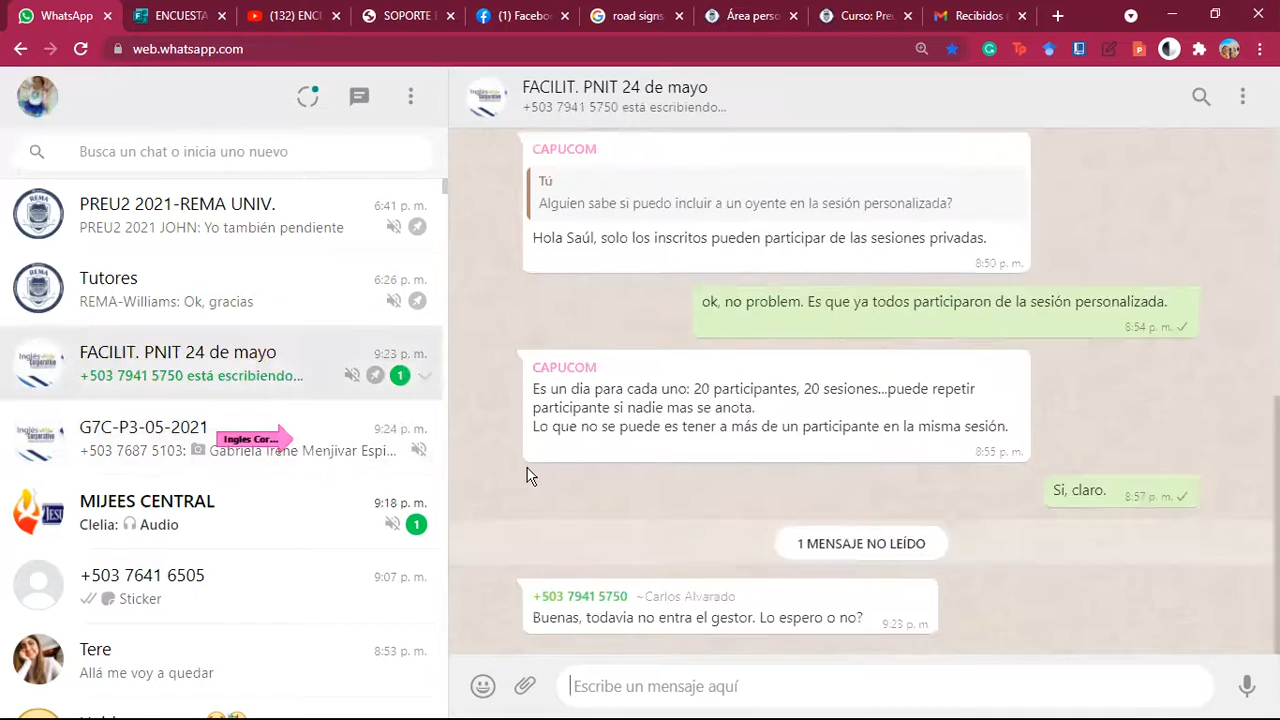 WhatsApp
ENCUESTA
(132) ENCU
SOPORTE E
(1) Facebo
road signs
Área perso
Curso: Preu
Recibidos
web.whatsapp.com
FACILIT. PNIT 24 de mayo
+503 7941 5750 está escribiendo...
Busca un chat o inicia uno nuevo
PREU2 2021-REMA UNIV.
6:41 p. m.
PREU2 2021 JOHN: Yo también pendiente
Tutores
6:26 p. m.
REMA-Williams: Ok, gracias
FACILIT. PNIT 24 de mayo
9:23 p. m.
+503 7941 5750 está escribiendo...
1
G7C-P3-05-2021
9:24 p. m.
Ingles Cor...
+503 7687 5103: Gabriela Irene Menjivar Espi...
MIJEES CENTRAL
9:18 p. m.
Clelia: Audio
1
+503 7641 6505
9:07 p. m.
Sticker
Tere
8:53 p. m.
Allá me voy a quedar
CAPUCOM
Tú
Alguien sabe si puedo incluir a un oyente en la sesión personalizada?
Hola Saúl, solo los inscritos pueden participar de las sesiones privadas.
8:50 p. m.
ok, no problem. Es que ya todos participaron de la sesión personalizada.
8:54 p. m.
CAPUCOM
Es un día para cada uno: 20 participantes, 20 sesiones...puede repetir
participante si nadie mas se anota.
Lo que no se puede es tener a más de un participante en la misma sesión.
8:55 p. m.
Sí, claro.
8:57 p. m.
1 MENSAJE NO LEÍDO
+503 7941 5750 ~Carlos Alvarado
Buenas, todavia no entra el gestor. Lo espero o no?
9:23 p. m.
Escribe un mensaje aquí